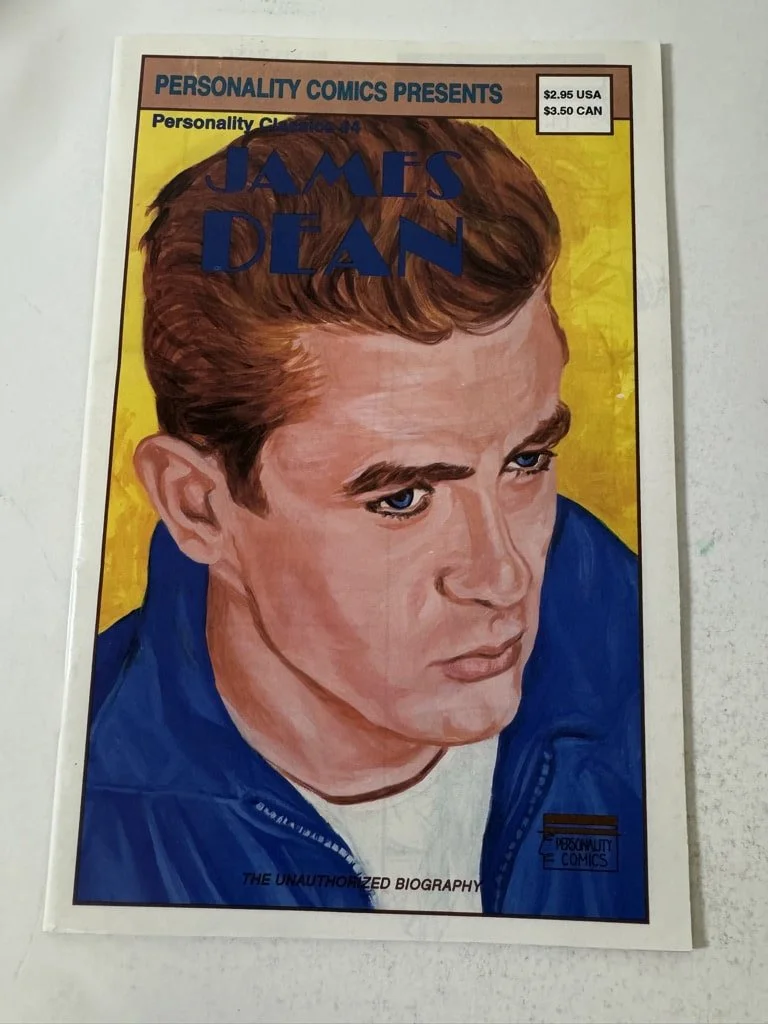 PERSONALITY COMICS PRESENTS
$2.95 USA
$3.50 CAN
Personality Classics #4
JAMES
DEAN
THE UNAUTHORIZED BIOGRAPHY
PERSONALITY
COMICS